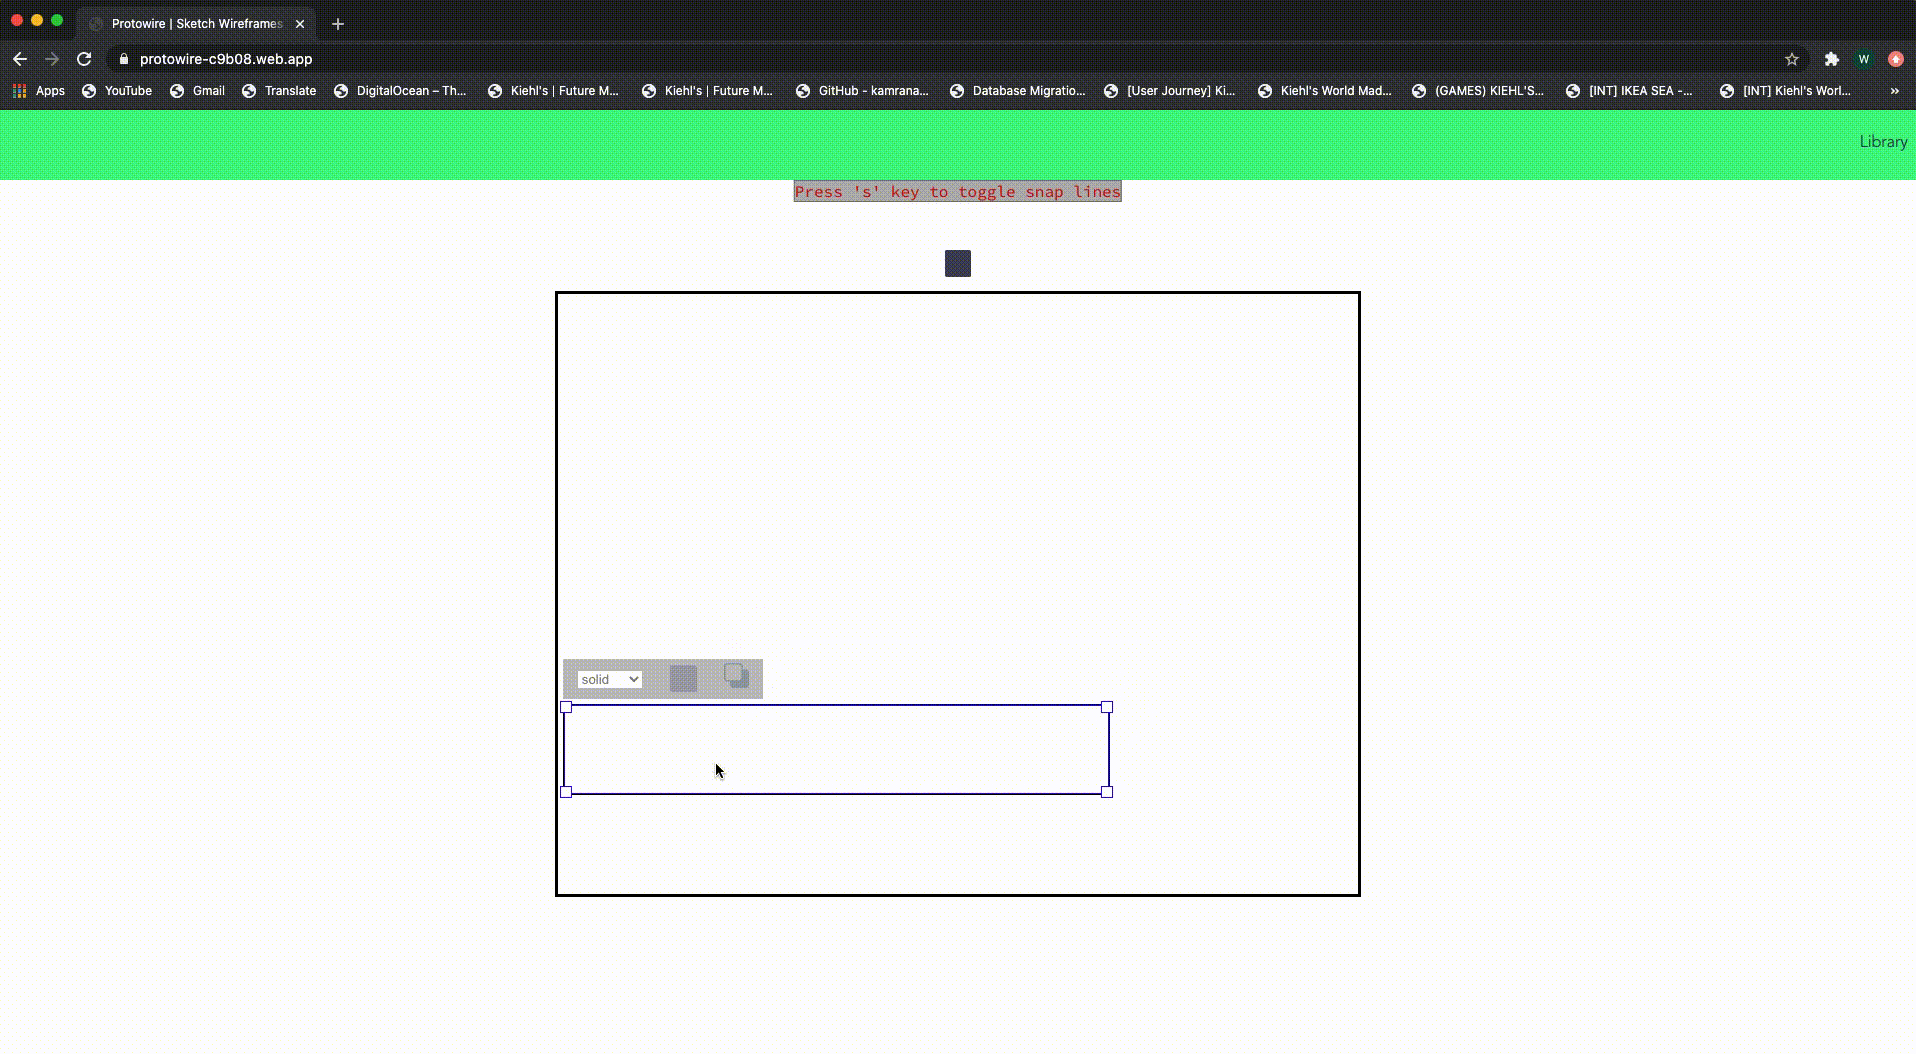 Protowire | Sketch Wireframes
protowire-c9b08.web.app
W
Apps YouTube Gmail Translate DigitalOcean – Th... Kiehl's | Future M... Kiehl's | Future M... GitHub - kamrana... Database Migratio... [User Journey] Ki... Kiehl's World Mad... (GAMES) KIEHL'S... [INT] IKEA SEA -... [INT] Kiehl's Worl... »
Library
Press 's' key to toggle snap lines
solid